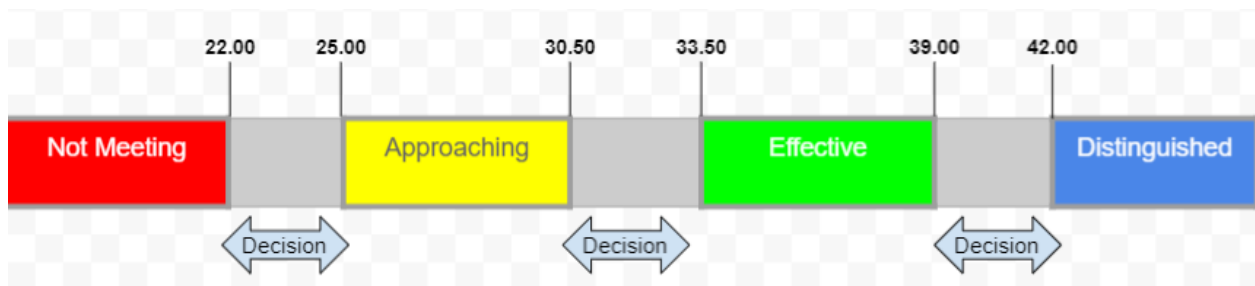 22.00 25.00 30.50 33.50 39.00 42.00
Not Meeting Approaching Effective Distinguished
Decision Decision Decision